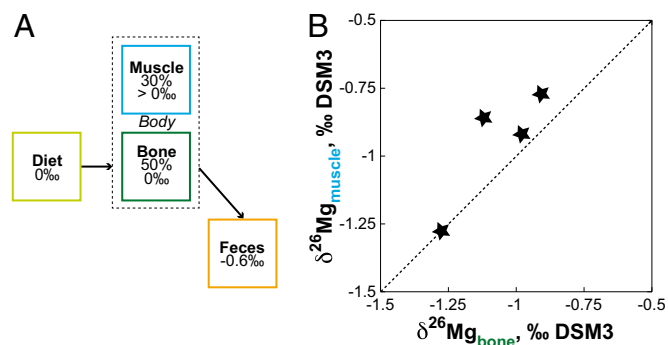 A
Muscle
30%
> 0‰
Body
Diet
0‰
Bone
50%
0‰
Feces
-0.6‰
B
δ26Mgmuscle, ‰ DSM3
-0.5
-0.75
-1
-1.25
-1.5
-1.5
-1.25
-1
-0.75
-0.5
δ26Mgbone, ‰ DSM3